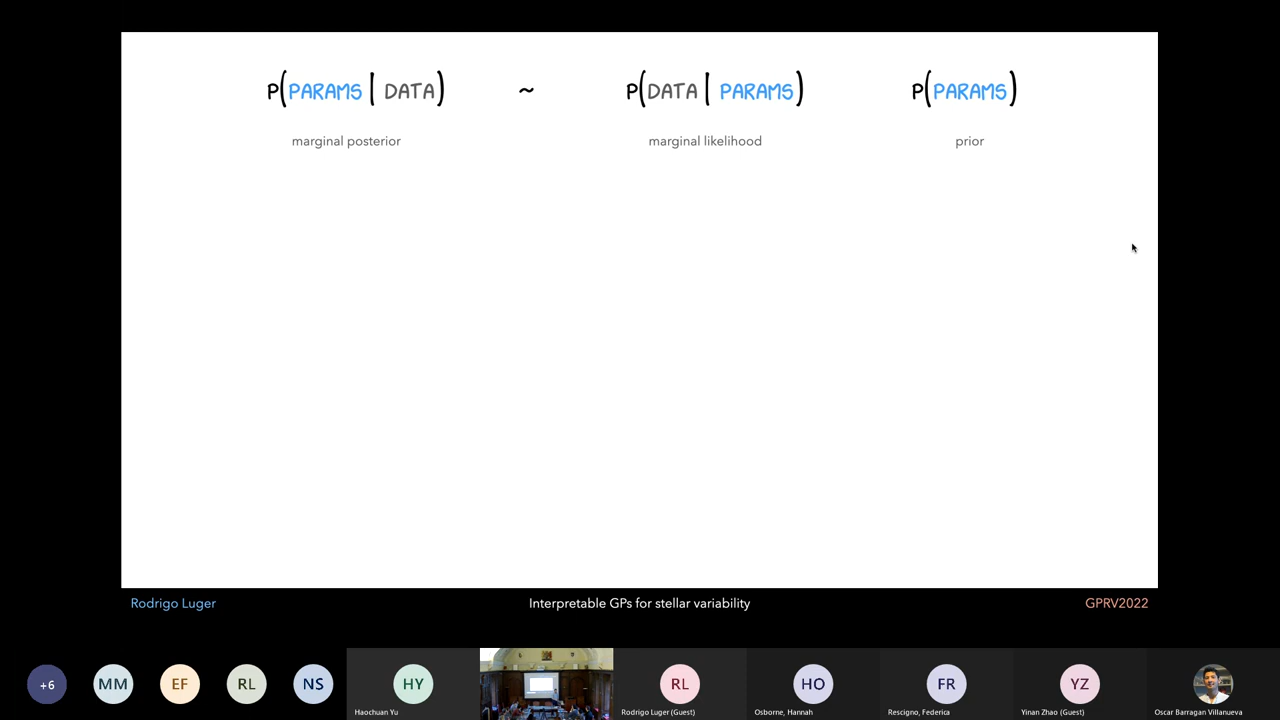 P(PARAMS | DATA) ~ P(DATA | PARAMS) P(PARAMS)
marginal posterior marginal likelihood prior
Rodrigo Luger Interpretable GPs for stellar variability GPRV2022
+6 MM EF RL NS HY RL HO FR YZ
Haochuan Yu Rodrigo Luger (Guest) Osborne, Hannah Rescigno, Federica Yinan Zhao (Guest) Oscar Barragan Villanueva